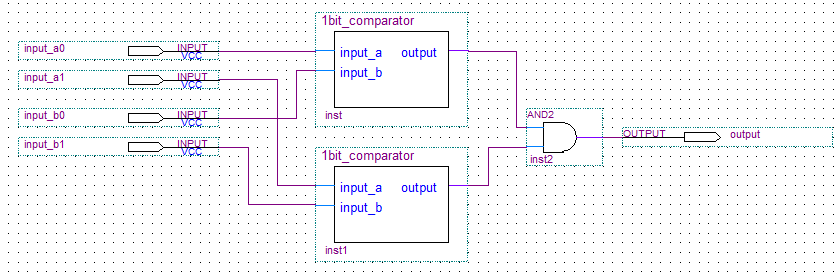 1bit_comparator
input_a0 INPUT
VCC
input_a output
input_b
inst
input_a1 INPUT
VCC
input_b0 INPUT
VCC
input_b1 INPUT
VCC
AND2
inst2
OUTPUT output
1bit_comparator
input_a output
input_b
inst1